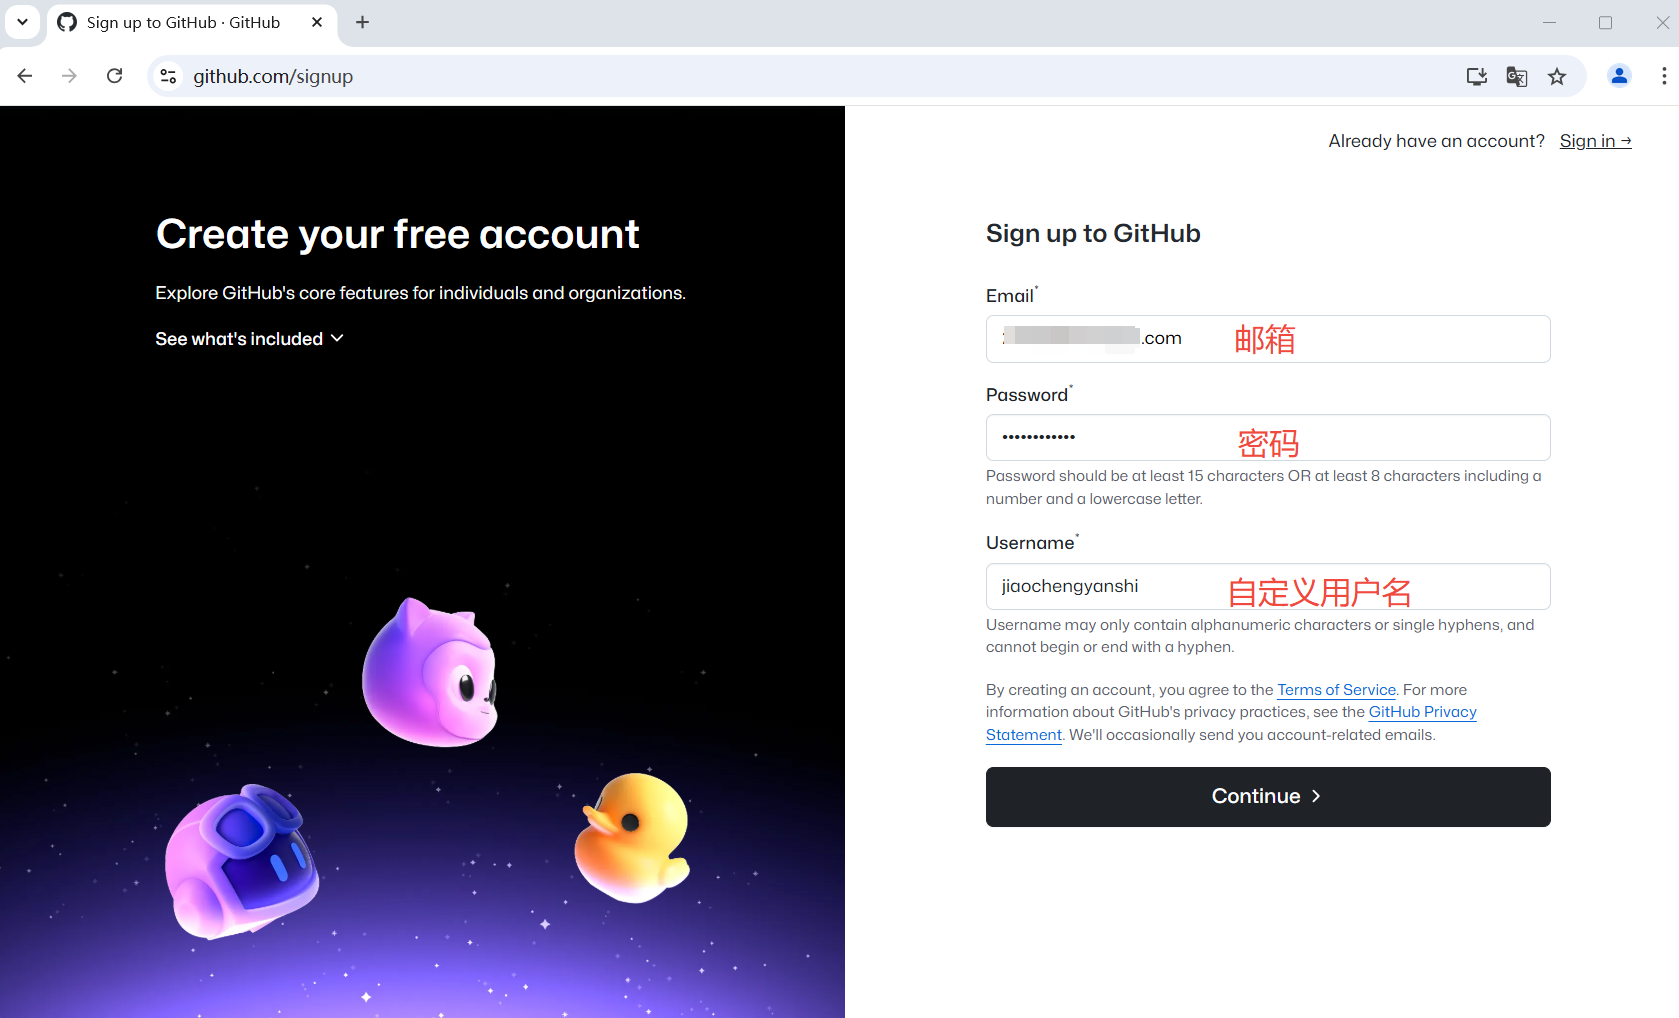 Sign up to GitHub · GitHub
github.com/signup
Already have an account? Sign in →
Create your free account
Explore GitHub's core features for individuals and organizations.
See what's included
Sign up to GitHub
Email*
.com 邮箱
Password*
•••••••••••• 密码
Password should be at least 15 characters OR at least 8 characters including a
number and a lowercase letter.
Username*
jiaochengyanshi 自定义用户名
Username may only contain alphanumeric characters or single hyphens, and
cannot begin or end with a hyphen.
By creating an account, you agree to the Terms of Service. For more
information about GitHub's privacy practices, see the GitHub Privacy
Statement. We'll occasionally send you account-related emails.
Continue